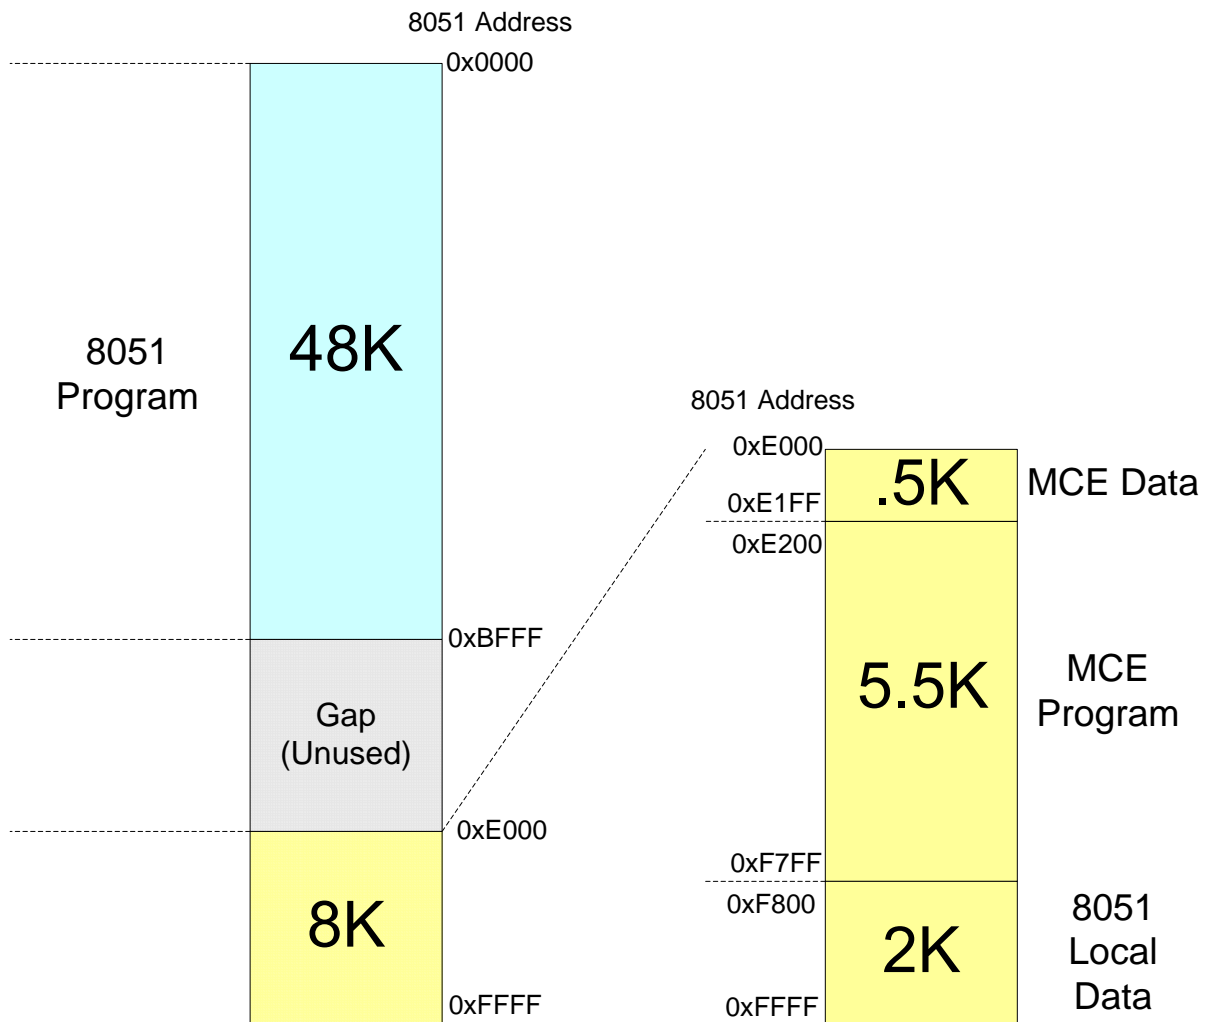 8051 Address
0x0000
48K
8051
Program
0xBFFF
Gap
(Unused)
0xE000
8K
0xFFFF
8051 Address
0xE000
.5K
MCE Data
0xE1FF
0xE200
5.5K
MCE
Program
0xF7FF
0xF800
2K
8051
Local
Data
0xFFFF